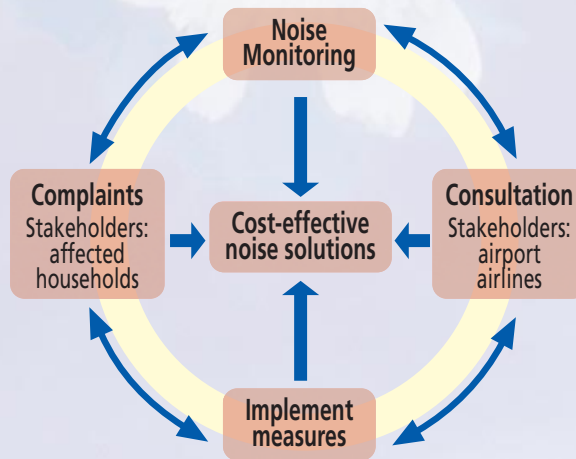 Noise
Monitoring
Complaints
Stakeholders:
affected
households
Cost-effective
noise solutions
Consultation
Stakeholders:
airport
airlines
Implement
measures